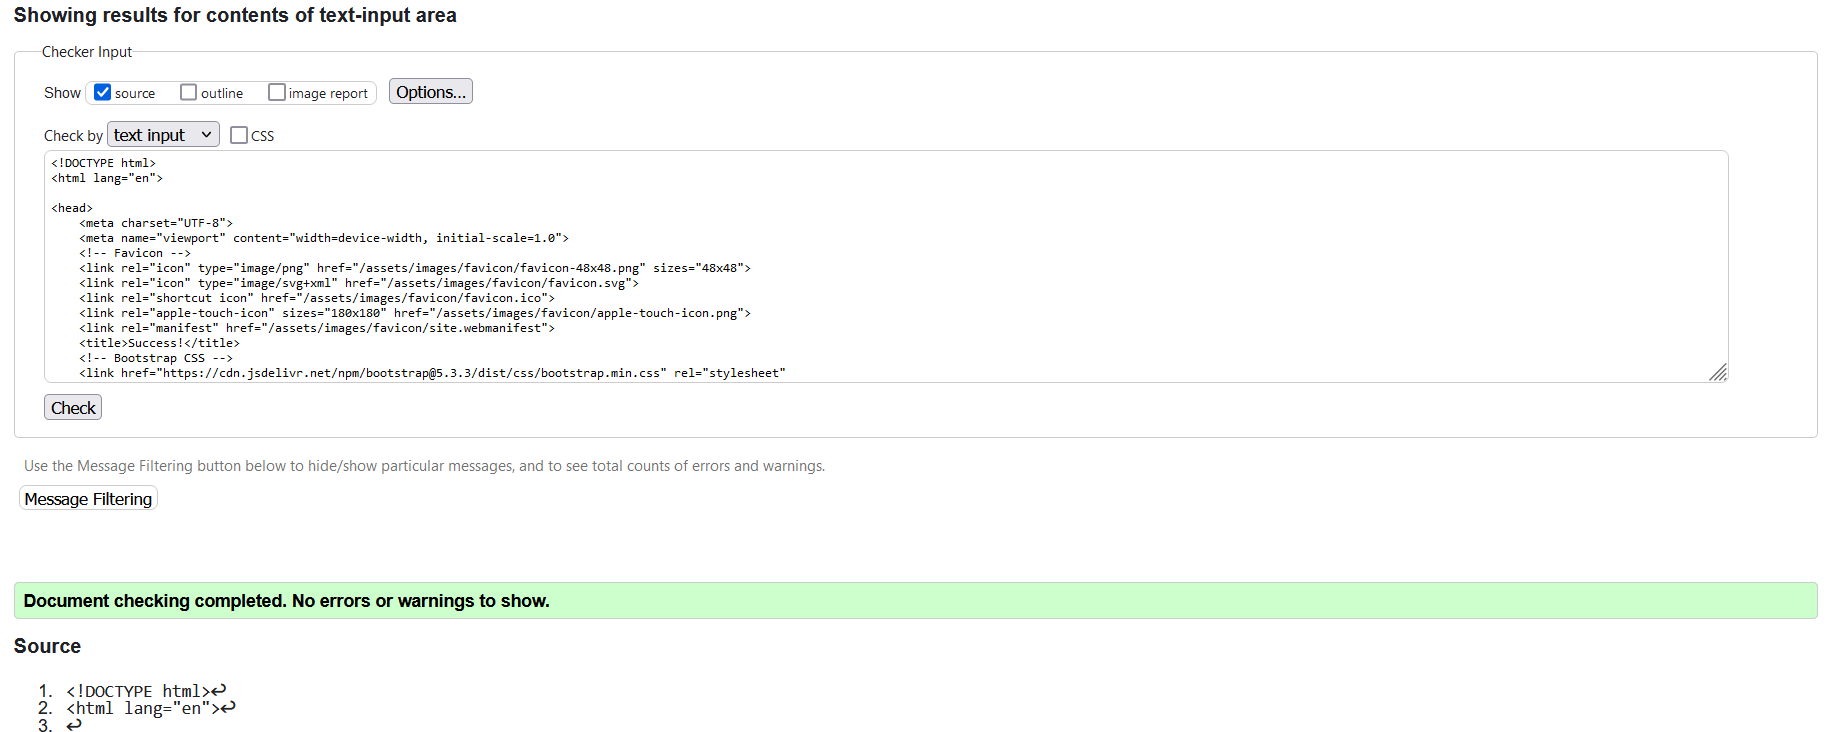 Showing results for contents of text-input area
Checker Input
Show source outline image report Options...
Check by text input CSS
<!DOCTYPE html>
<html lang="en">
<head>
<meta charset="UTF-8">
<meta name="viewport" content="width=device-width, initial-scale=1.0">
<!-- Favicon -->
<link rel="icon" type="image/png" href="/assets/images/favicon/favicon-48x48.png" sizes="48x48">
<link rel="icon" type="image/svg+xml" href="/assets/images/favicon/favicon.svg">
<link rel="shortcut icon" href="/assets/images/favicon/favicon.ico">
<link rel="apple-touch-icon" sizes="180x180" href="/assets/images/favicon/apple-touch-icon.png">
<link rel="manifest" href="/assets/images/favicon/site.webmanifest">
<title>Success!</title>
<!-- Bootstrap CSS -->
<link href="https://cdn.jsdelivr.net/npm/bootstrap@5.3.3/dist/css/bootstrap.min.css" rel="stylesheet"
Check
Use the Message Filtering button below to hide/show particular messages, and to see total counts of errors and warnings.
Message Filtering
Document checking completed. No errors or warnings to show.
Source
1. <!DOCTYPE html>↩
2. <html lang="en">↩
3. ↩